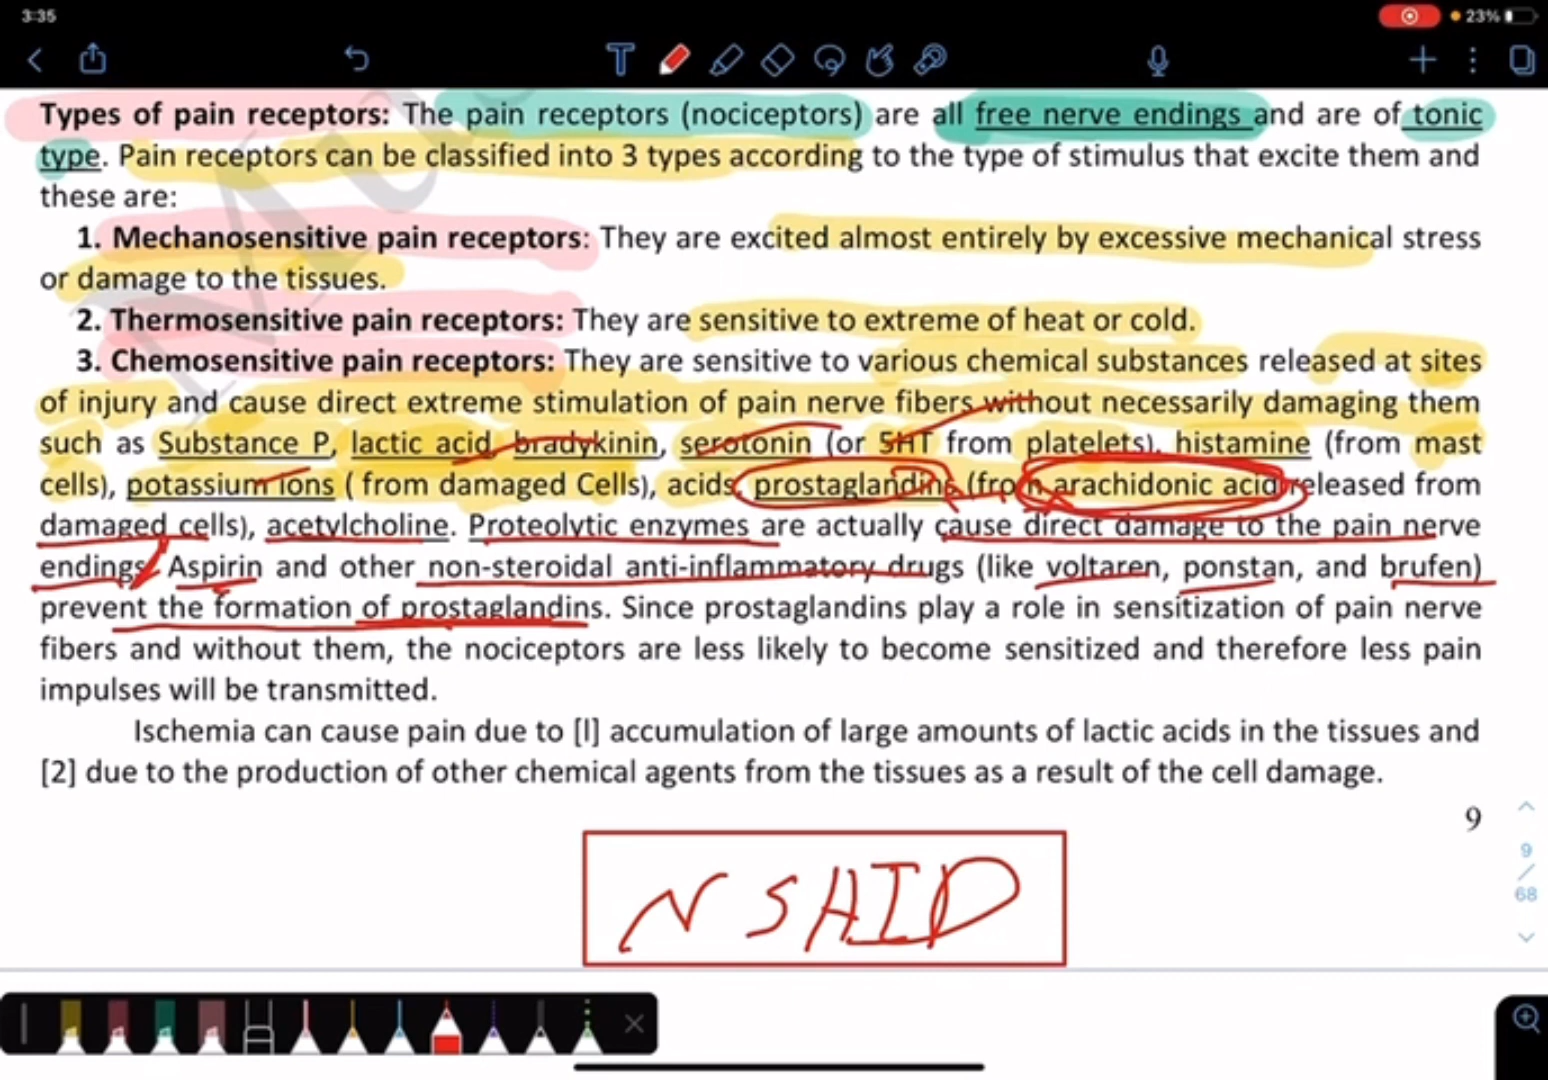 3:35
23%
T
Types of pain receptors: The pain receptors (nociceptors) are all free nerve endings and are of tonic
type. Pain receptors can be classified into 3 types according to the type of stimulus that excite them and
these are:
1. Mechanosensitive pain receptors: They are excited almost entirely by excessive mechanical stress
or damage to the tissues.
2. Thermosensitive pain receptors: They are sensitive to extreme of heat or cold.
3. Chemosensitive pain receptors: They are sensitive to various chemical substances released at sites
of injury and cause direct extreme stimulation of pain nerve fibers without necessarily damaging them
such as Substance P, lactic acid, bradykinin, serotonin (or 5HT from platelets), histamine (from mast
cells), potassium ions ( from damaged Cells), acids, prostaglandins (from arachidonic acid released from
damaged cells), acetylcholine. Proteolytic enzymes are actually cause direct damage to the pain nerve
endings. Aspirin and other non-steroidal anti-inflammatory drugs (like voltaren, ponstan, and brufen)
prevent the formation of prostaglandins. Since prostaglandins play a role in sensitization of pain nerve
fibers and without them, the nociceptors are less likely to become sensitized and therefore less pain
impulses will be transmitted.
Ischemia can cause pain due to [l] accumulation of large amounts of lactic acids in the tissues and
[2] due to the production of other chemical agents from the tissues as a result of the cell damage.
9
9
/
68
NSAID